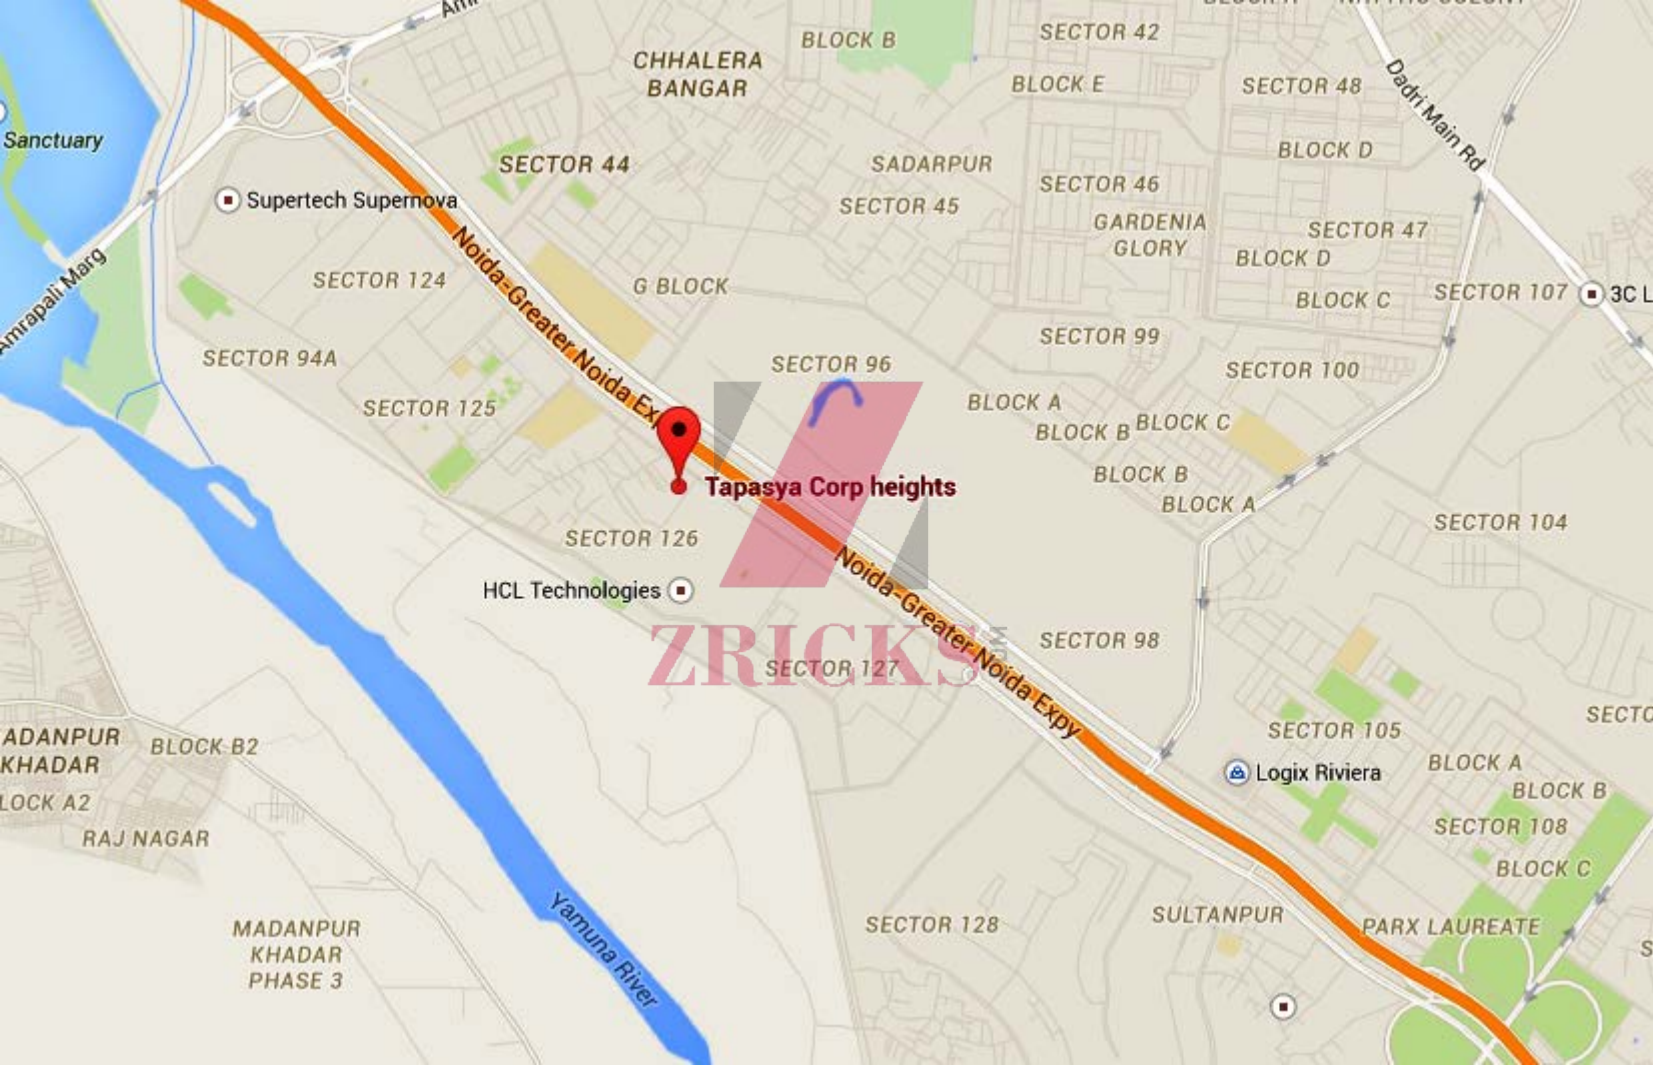 BLOCK B
SECTOR 42
CHHALERA
BANGAR
BLOCK E
SECTOR 48
Dadri Main Rd
Sanctuary
SECTOR 44
SADARPUR
BLOCK D
SECTOR 46
SECTOR 45
Supertech Supernova
GARDENIA
GLORY
SECTOR 47
BLOCK D
Amrapali Marg
SECTOR 124
G BLOCK
BLOCK C
SECTOR 107
3C L
Noida-Greater Noida Exp
SECTOR 99
SECTOR 94A
SECTOR 96
SECTOR 100
SECTOR 125
BLOCK A
BLOCK B
BLOCK C
BLOCK B
Tapasya Corp heights
BLOCK A
SECTOR 104
SECTOR 126
HCL Technologies
Noida-Greater Noida Expy
ZRICKS
SECTOR 127
SECTOR 98
SECTO
SECTOR 105
ADANPUR
KHADAR
BLOCK B2
Logix Riviera
BLOCK A
BLOCK B
LOCK A2
SECTOR 108
RAJ NAGAR
BLOCK C
Yamuna River
SECTOR 128
SULTANPUR
PARX LAUREATE
MADANPUR
KHADAR
PHASE 3